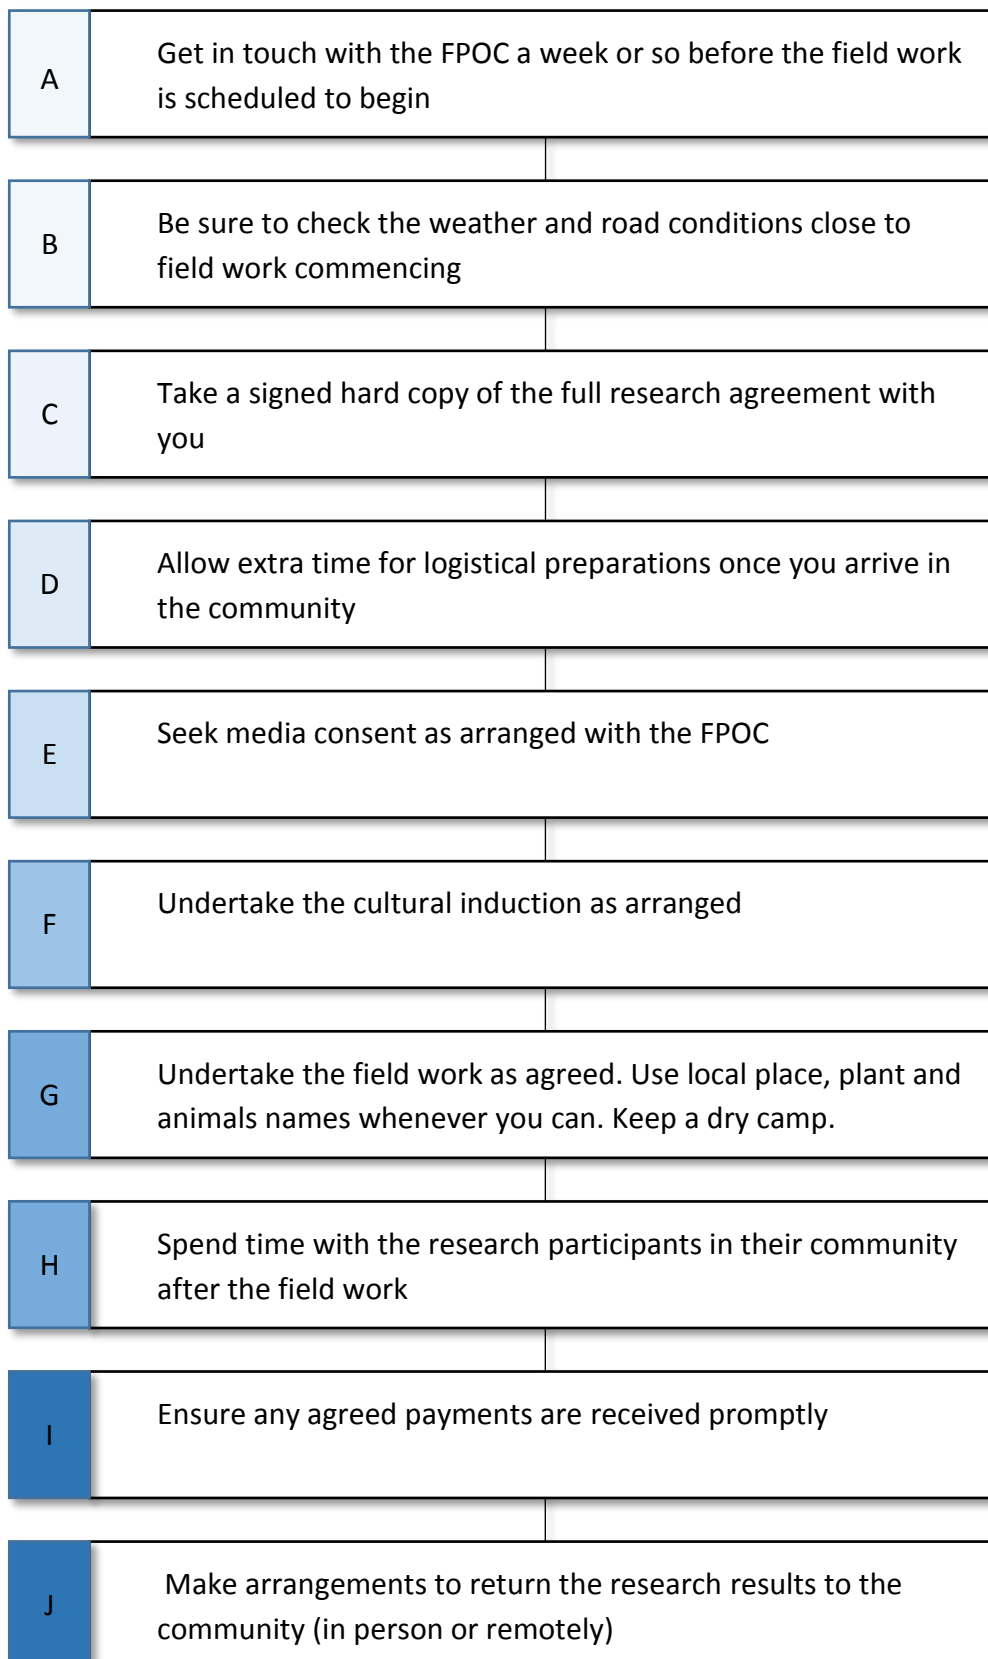 A
Get in touch with the FPOC a week or so before the field work
is scheduled to begin
B
Be sure to check the weather and road conditions close to
field work commencing
C
Take a signed hard copy of the full research agreement with
you
D
Allow extra time for logistical preparations once you arrive in
the community
E
Seek media consent as arranged with the FPOC
F
Undertake the cultural induction as arranged
G
Undertake the field work as agreed. Use local place, plant and
animals names whenever you can. Keep a dry camp.
H
Spend time with the research participants in their community
after the field work
I
Ensure any agreed payments are received promptly
J
Make arrangements to return the research results to the
community (in person or remotely)